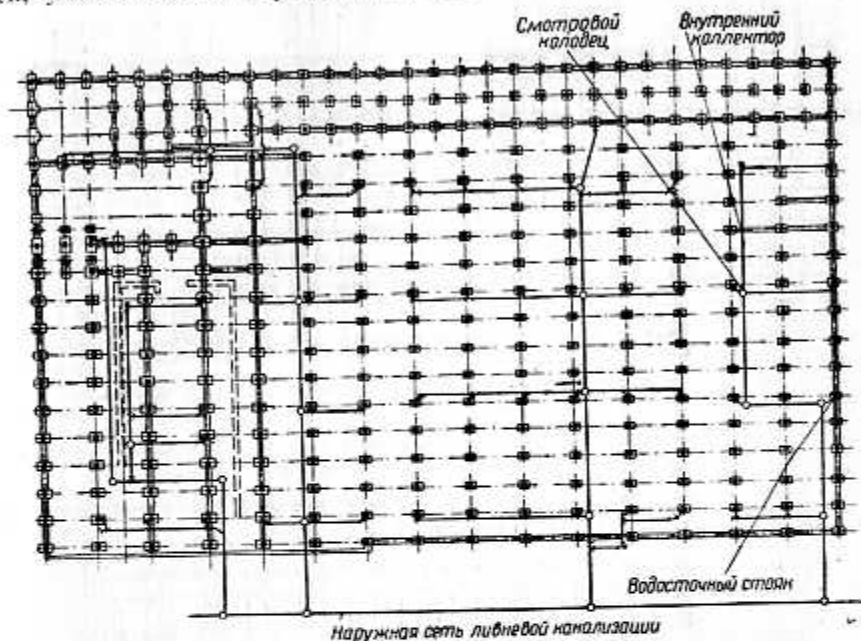 Смотровой
колодец
Внутренний
коллектор
Водосточный стояк
Наружная сеть ливневой канализации